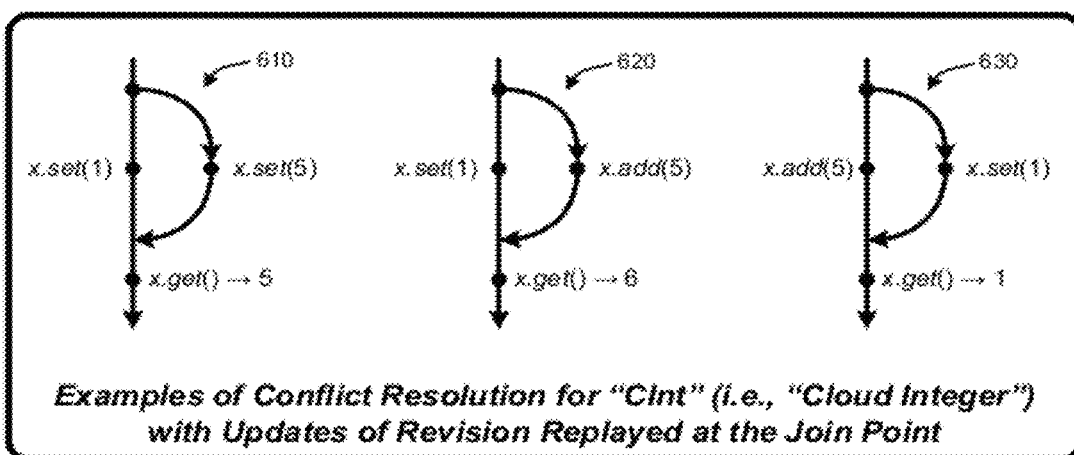 610 620 630
x.set(1) x.set(5) x.set(1) x.add(5) x.add(5) x.set(1)
x.get() → 5 x.get() → 6 x.get() → 1
Examples of Conflict Resolution for “CInt” (i.e., “Cloud Integer”)
with Updates of Revision Replayed at the Join Point